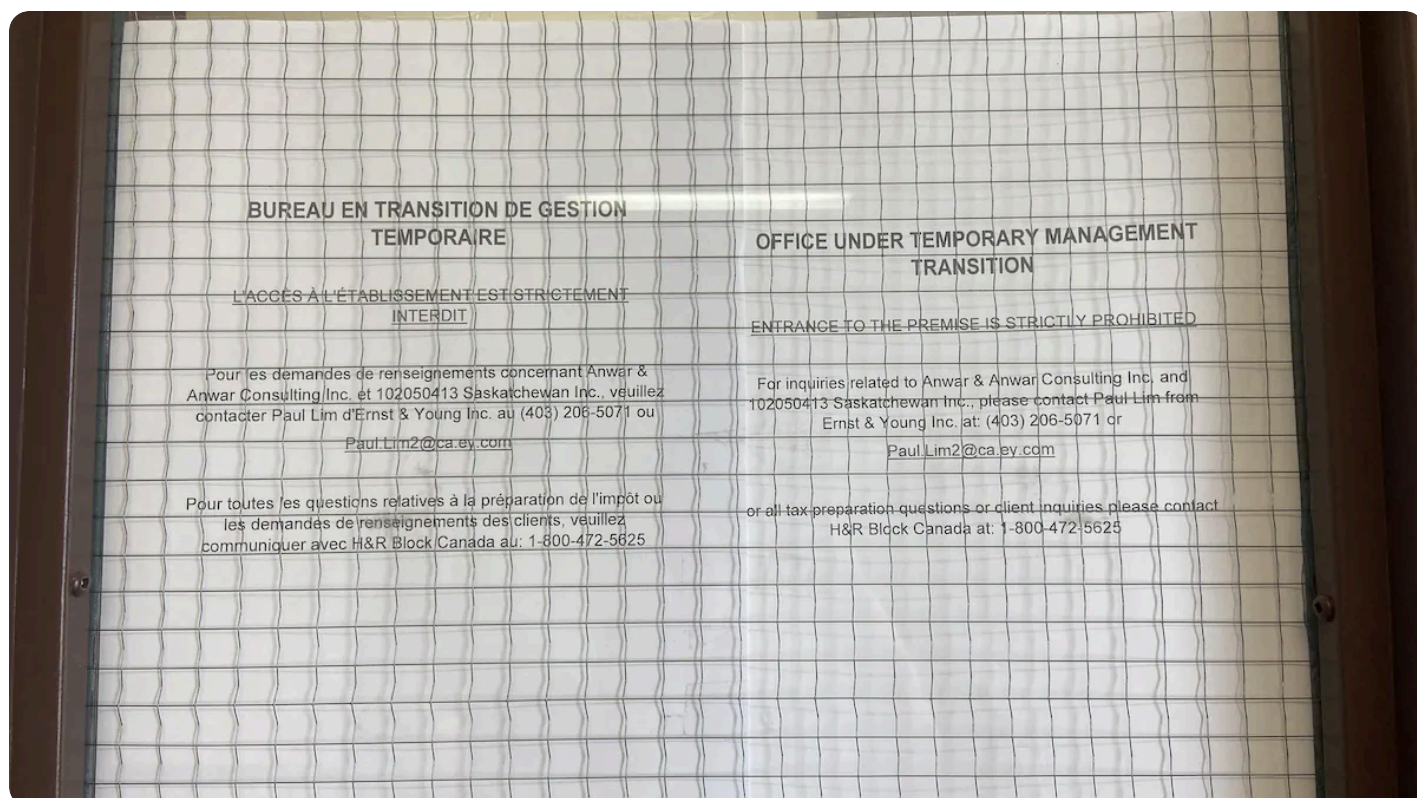 BUREAU EN TRANSITION DE GESTION
TEMPORAIRE
L'ACCÈS À L'ÉTABLISSEMENT EST STRICTEMENT
INTERDIT
Pour les demandes de renseignements concernant Anwar &
Anwar Consulting Inc. et 102050413 Saskatchewan Inc., veuillez
contacter Paul Lim d'Ernst & Young Inc. au (403) 206-5071 ou
Paul.Lim2@ca.ey.com
Pour toutes les questions relatives à la préparation de l'impôt ou
les demandes de renseignements des clients, veuillez
communiquer avec H&R Block Canada au: 1-800-472-5625
OFFICE UNDER TEMPORARY MANAGEMENT
TRANSITION
ENTRANCE TO THE PREMISE IS STRICTLY PROHIBITED
For inquiries related to Anwar & Anwar Consulting Inc. and
102050413 Saskatchewan Inc., please contact Paul Lim from
Ernst & Young Inc. at: (403) 206-5071 or
Paul.Lim2@ca.ey.com
or all tax preparation questions or client inquiries please contact
H&R Block Canada at: 1-800-472-5625